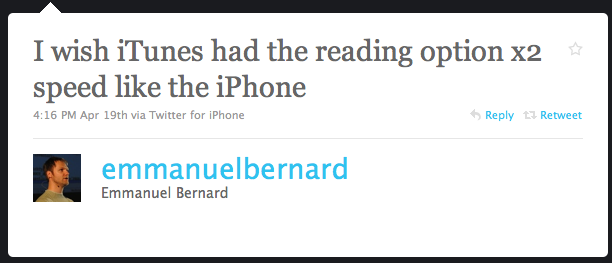 I wish iTunes had the reading option x2
speed like the iPhone
4:16 PM Apr 19th via Twitter for iPhone
Reply Retweet
emmanuelbernard
Emmanuel Bernard